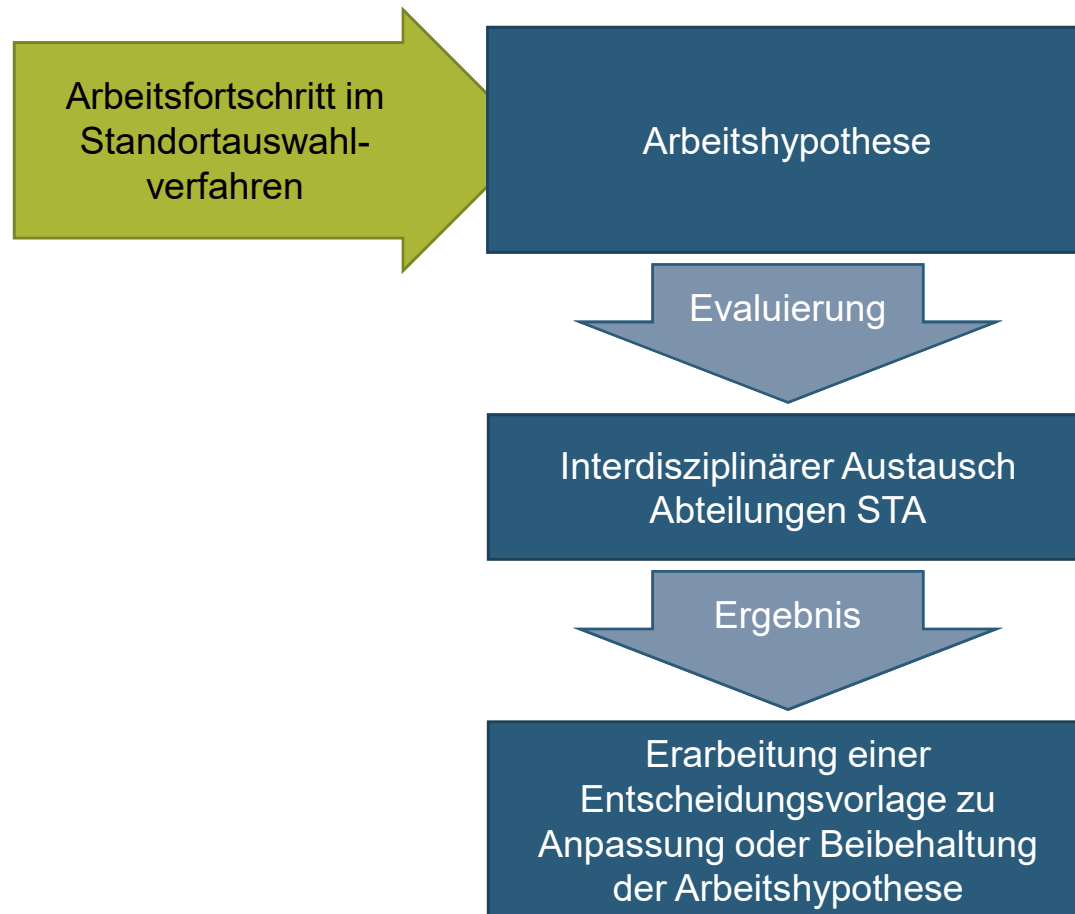 Arbeitsfortschritt im
Standortauswahl-
verfahren
Arbeitshypothese
Evaluierung
Interdisziplinärer Austausch
Abteilungen STA
Ergebnis
Erarbeitung einer
Entscheidungsvorlage zu
Anpassung oder Beibehaltung
der Arbeitshypothese